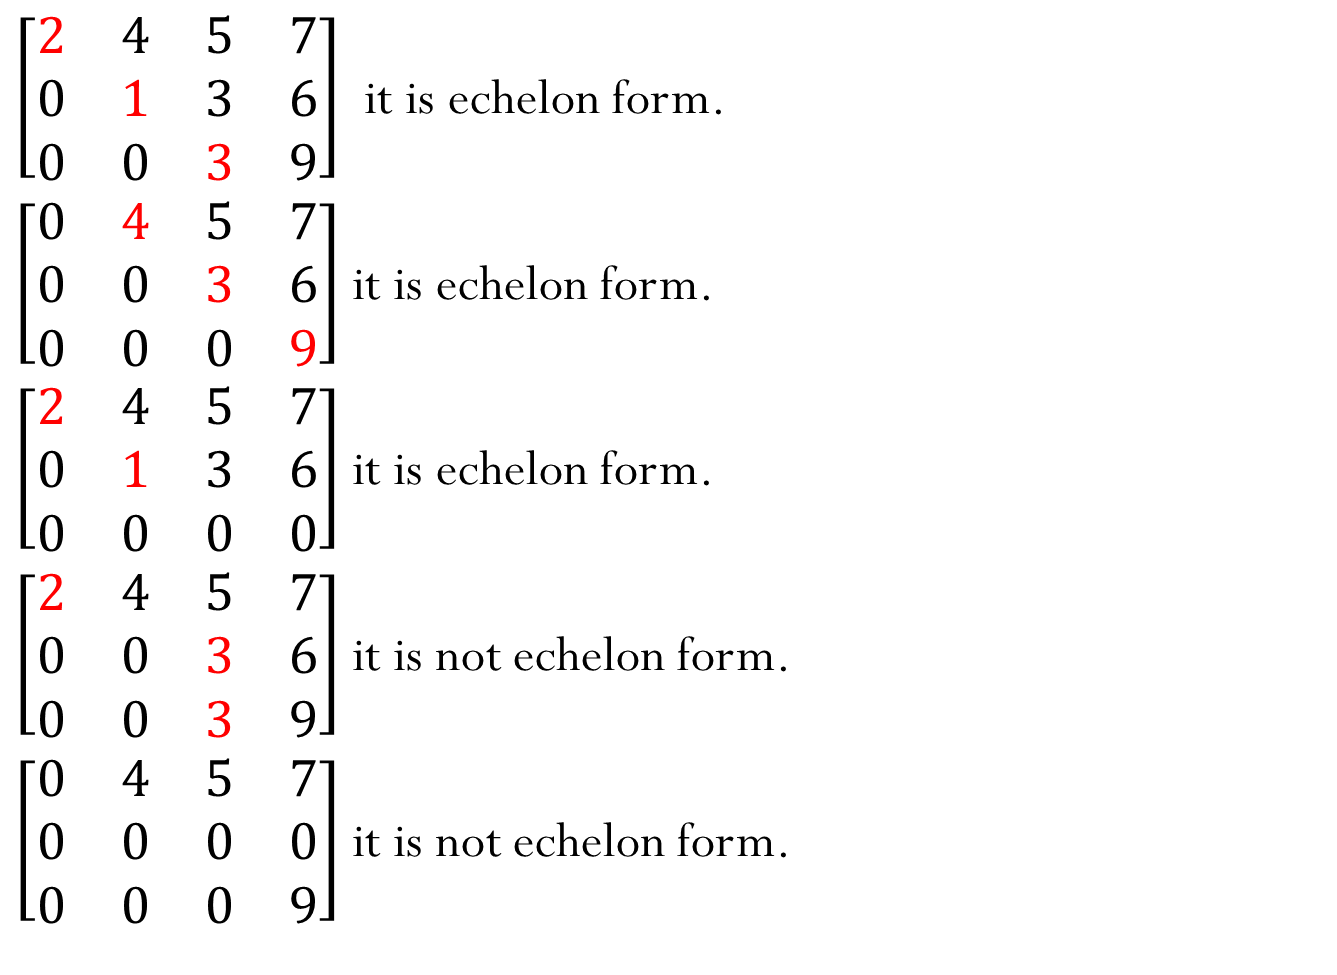 2 4 5 7
0 1 3 6 it is echelon form.
0 0 3 9
0 4 5 7
0 0 3 6 it is echelon form.
0 0 0 9
2 4 5 7
0 1 3 6 it is echelon form.
0 0 0 0
2 4 5 7
0 0 3 6 it is not echelon form.
0 0 3 9
0 4 5 7
0 0 0 0 it is not echelon form.
0 0 0 9